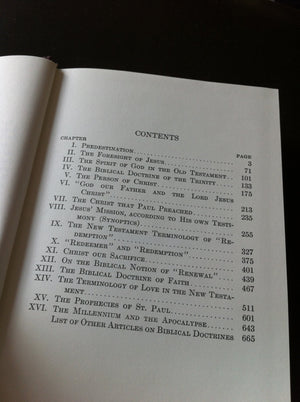 CONTENTS
CHAPTER PAGE
I. PREDESTINATION 3
II. THE FORESIGHT OF JESUS 71
III. THE SPIRIT OF GOD IN THE OLD TESTAMENT 101
IV. THE BIBLICAL DOCTRINE OF THE TRINITY 133
V. THE PERSON OF CHRIST 175
VI. "GOD OUR FATHER AND THE LORD JESUS
CHRIST" 213
VII. THE CHRIST THAT PAUL PREACHED 235
VIII. JESUS' MISSION, ACCORDING TO HIS OWN TESTI-
MONY (SYNOPTICS) 255
IX. THE NEW TESTAMENT TERMINOLOGY OF "RE-
DEMPTION" 327
X. "REDEEMER" AND "REDEMPTION" 375
XI. CHRIST OUR SACRIFICE 401
XII. ON THE BIBLICAL NOTION OF "RENEWAL" 439
XIII. THE BIBLICAL DOCTRINE OF FAITH 467
XIV. THE TERMINOLOGY OF LOVE IN THE NEW TESTA-
MENT 511
XV. THE PROPHECIES OF ST. PAUL 601
XVI. THE MILLENNIUM AND THE APOCALYPSE 643
LIST OF OTHER ARTICLES ON BIBLICAL DOCTRINES 665